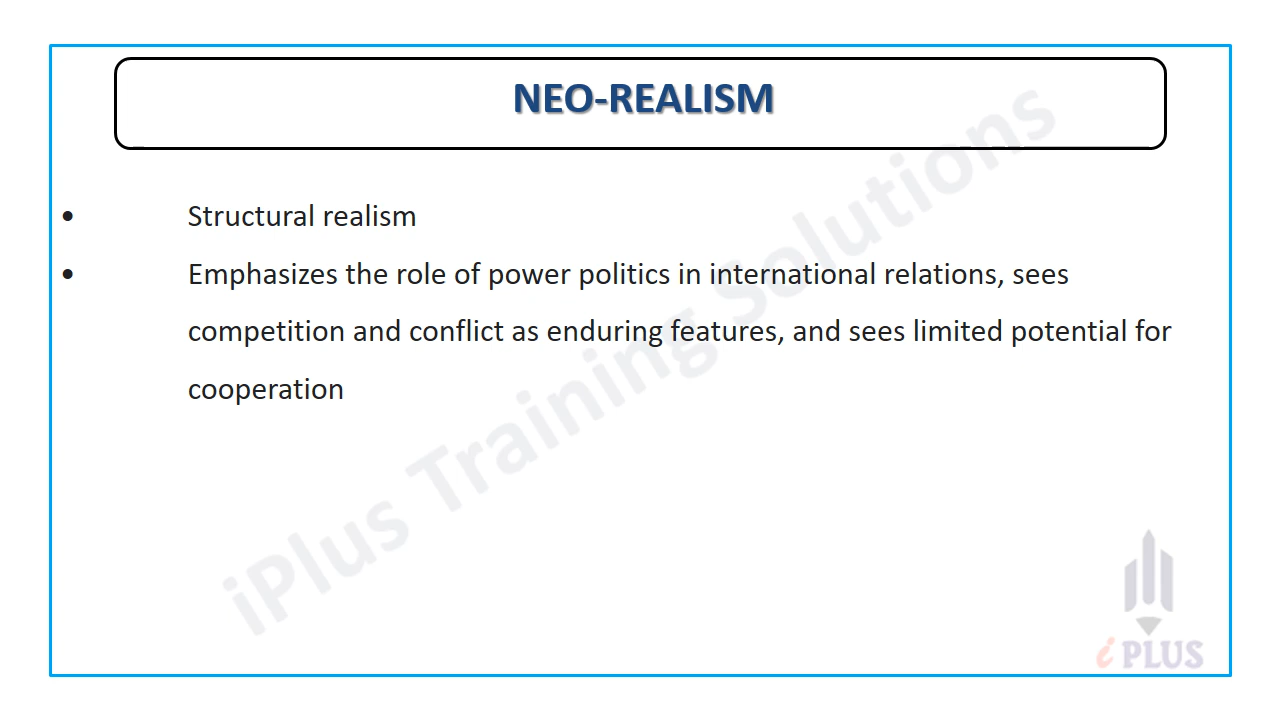 NEO-REALISM
• Structural realism
• Emphasizes the role of power politics in international relations, sees
competition and conflict as enduring features, and sees limited potential for
cooperation
iPlus Training Solutions
i PLUS